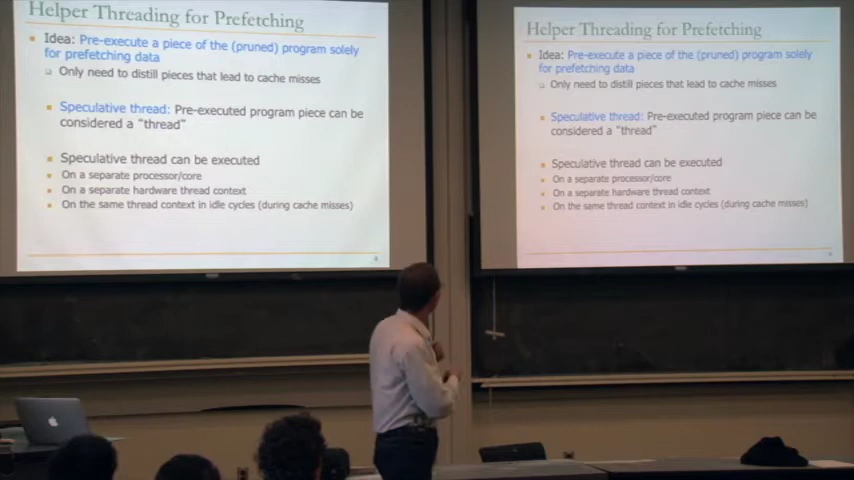 Helper Threading for Prefetching
Idea: Pre-execute a piece of the (pruned) program solely
for prefetching data
Only need to distill pieces that lead to cache misses
Speculative thread: Pre-executed program piece can be
considered a "thread"
Speculative thread can be executed
On a separate processor/core
On a separate hardware thread context
On the same thread context in idle cycles (during cache misses)
Helper Threading for Prefetching
Idea: Pre-execute a piece of the (pruned) program solely
for prefetching data
Only need to distill pieces that lead to cache misses
Speculative thread: Pre-executed program piece can be
considered a "thread"
Speculative thread can be executed
On a separate processor/core
On a separate hardware thread context
On the same thread context in idle cycles (during cache misses)